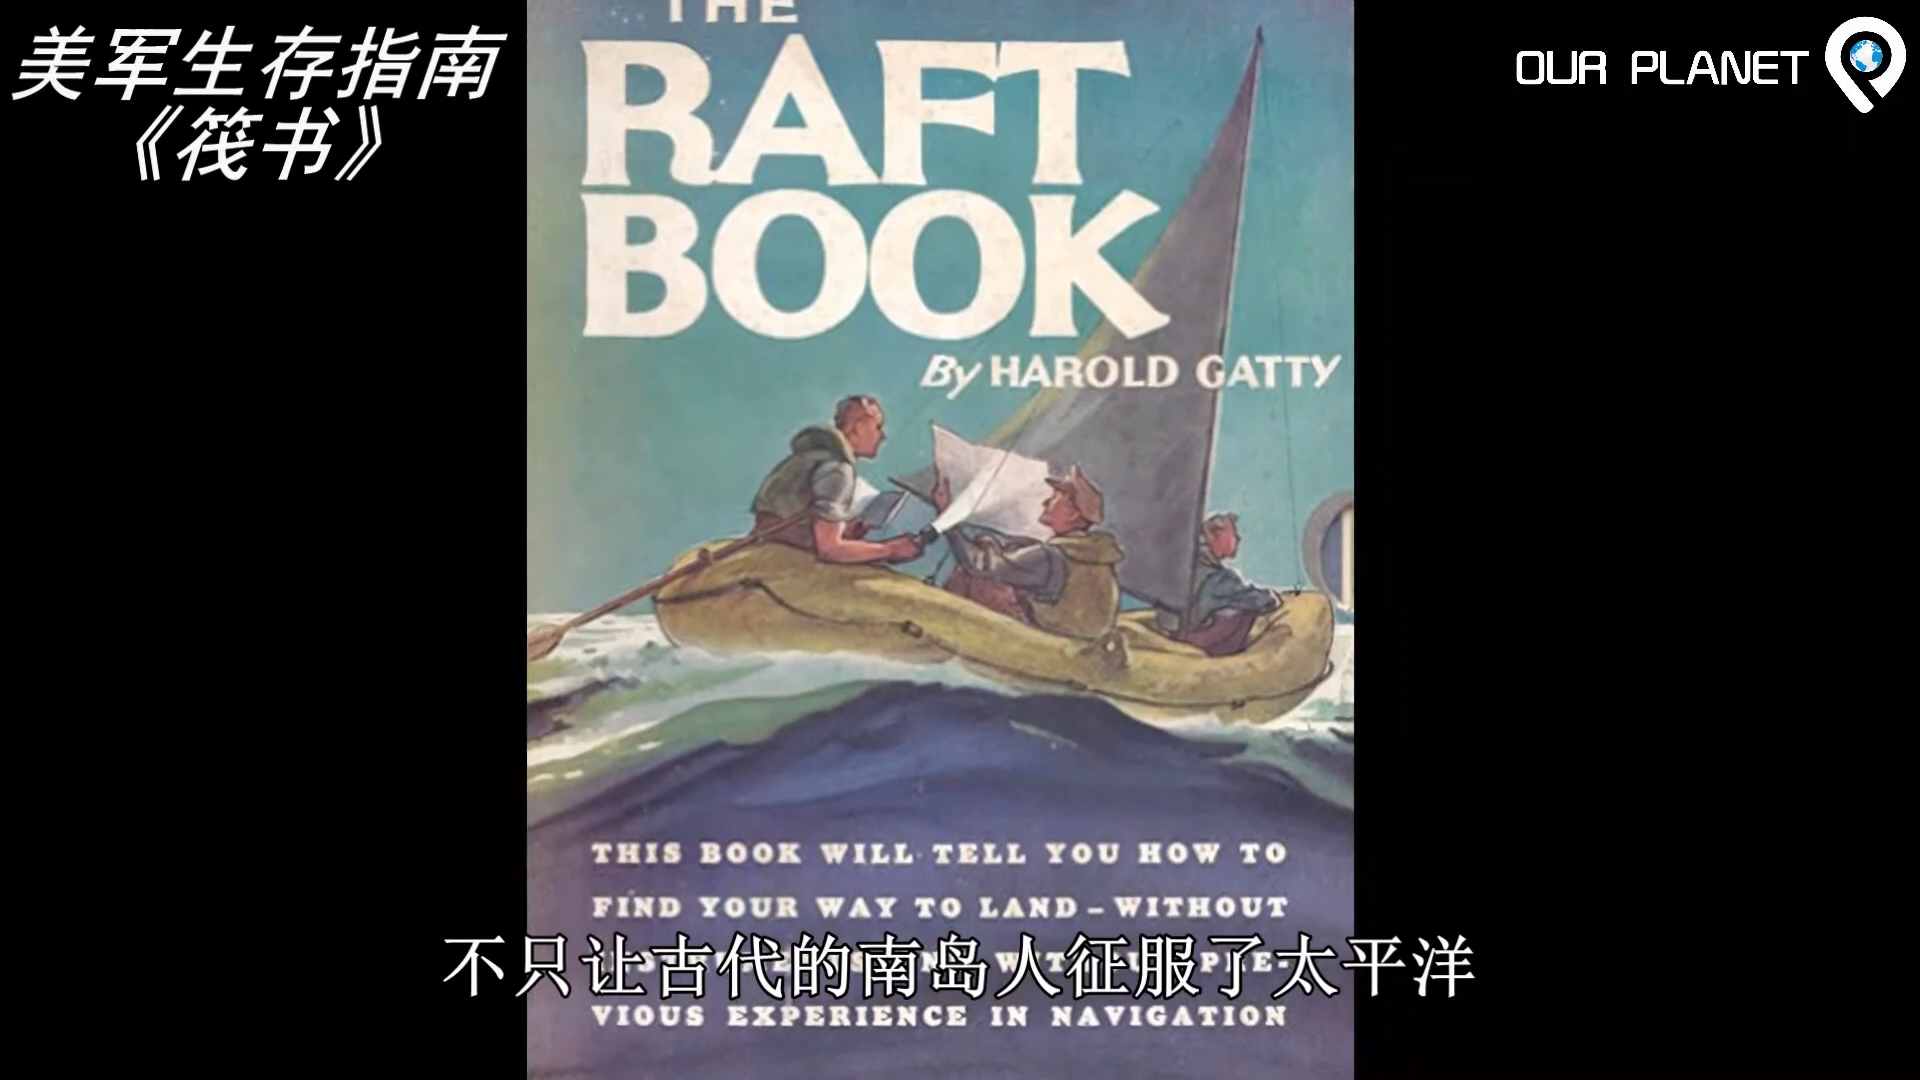 美军生存指南
《筏书》
OUR PLANET
THE
RAFT
BOOK
By HAROLD GATTY
THIS BOOK WILL TELL YOU HOW TO
FIND YOUR WAY TO LAND – WITHOUT
不只让古代的南岛人征服了太平洋
VIOUS EXPERIENCE IN NAVIGATION